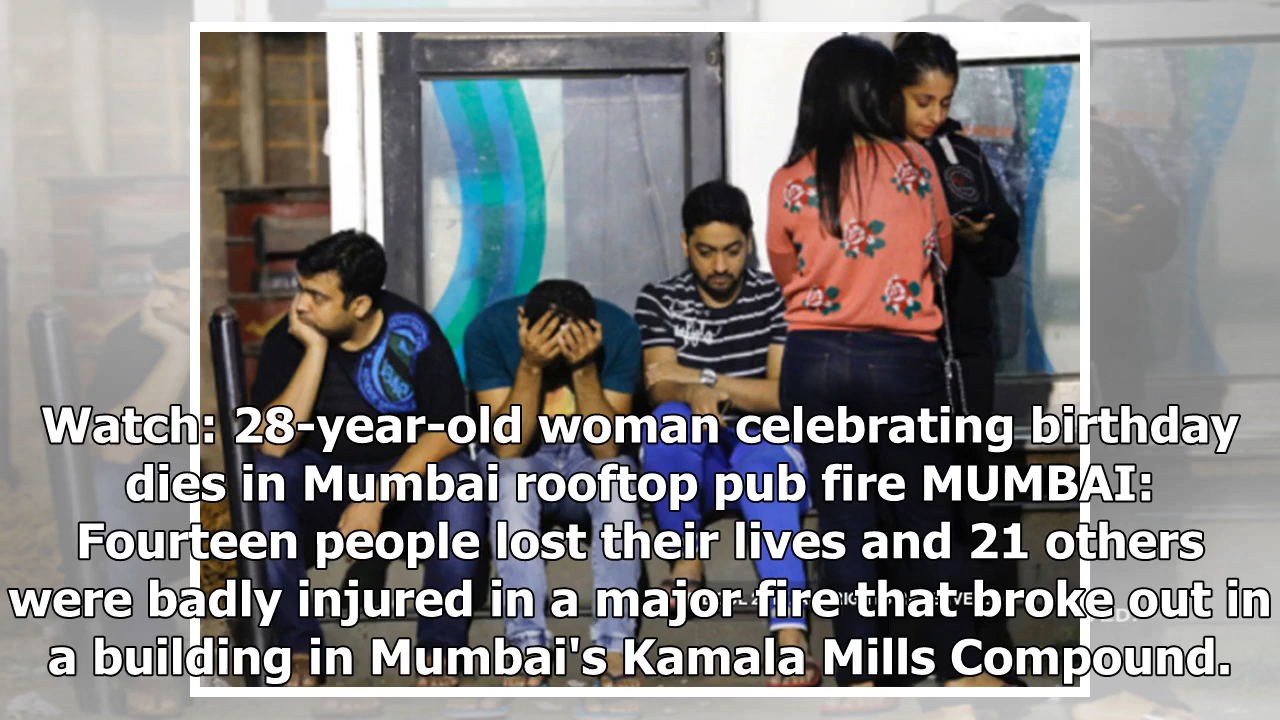 Watch: 28-year-old woman celebrating birthday
dies in Mumbai rooftop pub fire MUMBAI:
Fourteen people lost their lives and 21 others
were badly injured in a major fire that broke out in
a building in Mumbai's Kamala Mills Compound.